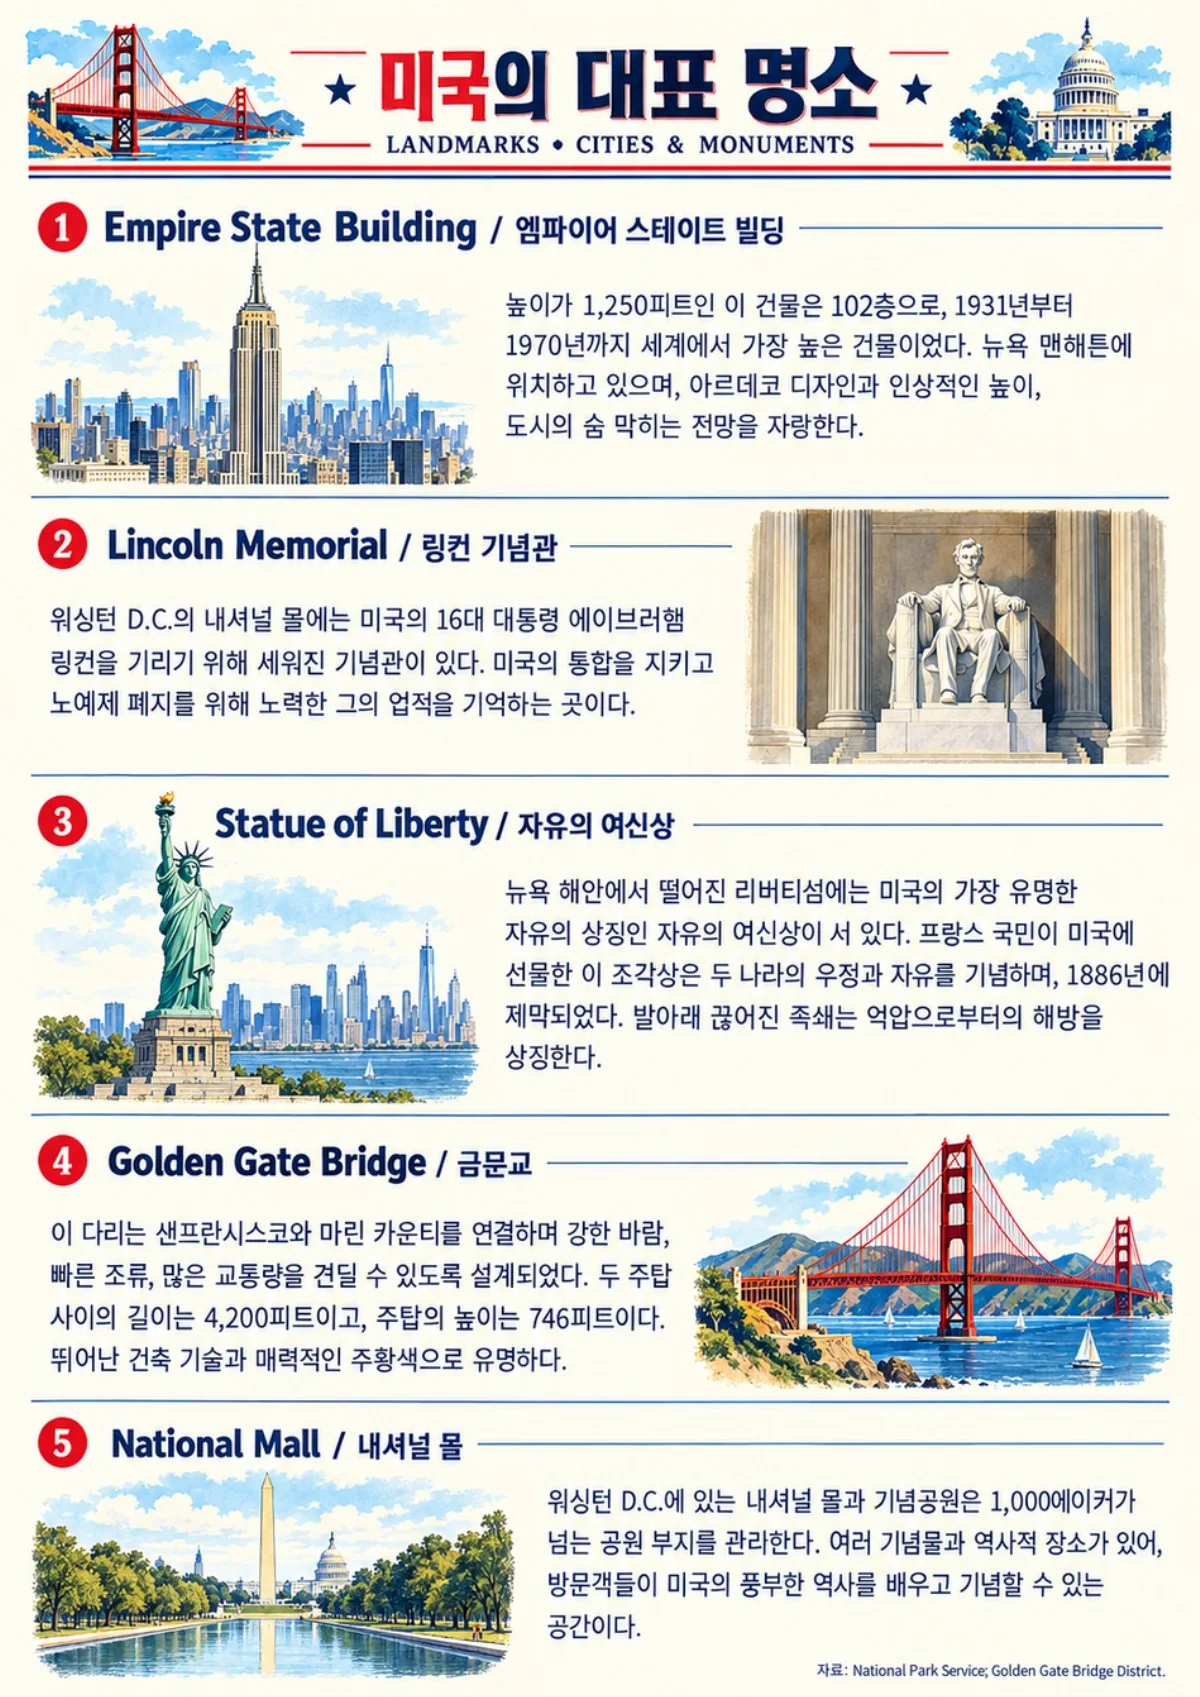 미국의 대표 명소
LANDMARKS • CITIES & MONUMENTS
1 Empire State Building / 엠파이어 스테이트 빌딩
높이가 1,250피트인 이 건물은 102층으로, 1931년부터
1970년까지 세계에서 가장 높은 건물이었다. 뉴욕 맨해튼에
위치하고 있으며, 아르데코 디자인과 인상적인 높이,
도시의 숨 막히는 전망을 자랑한다.
2 Lincoln Memorial / 링컨 기념관
워싱턴 D.C.의 내셔널 몰에는 미국의 16대 대통령 에이브러햄
링컨을 기리기 위해 세워진 기념관이 있다. 미국의 통합을 지키고
노예제 폐지를 위해 노력한 그의 업적을 기억하는 곳이다.
3 Statue of Liberty / 자유의 여신상
뉴욕 해안에서 떨어진 리버티섬에는 미국의 가장 유명한
자유의 상징인 자유의 여신상이 서 있다. 프랑스 국민이 미국에
선물한 이 조각상은 두 나라의 우정과 자유를 기념하며, 1886년에
제막되었다. 발아래 끊어진 족쇄는 억압으로부터의 해방을
상징한다.
4 Golden Gate Bridge / 금문교
이 다리는 샌프란시스코와 마린 카운티를 연결하며 강한 바람,
빠른 조류, 많은 교통량을 견딜 수 있도록 설계되었다. 두 주탑
사이의 길이는 4,200피트이고, 주탑의 높이는 746피트이다.
뛰어난 건축 기술과 매력적인 주황색으로 유명하다.
5 National Mall / 내셔널 몰
워싱턴 D.C.에 있는 내셔널 몰과 기념공원은 1,000에이커가
넘는 공원 부지를 관라한다. 여러 기념물과 역사적 장소가 있어,
방문객들이 미국의 풍부한 역사를 배우고 기념할 수 있는
공간이다.
자료: National Park Service; Golden Gate Bridge District.